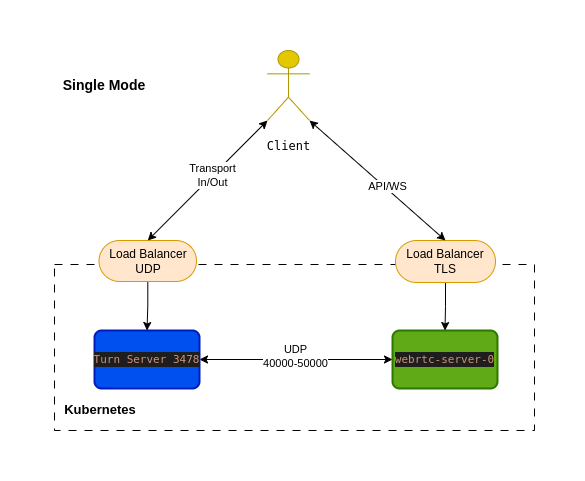 Single Mode
Client
Transport
In/Out
API/WS
Load Balancer
UDP
Load Balancer
TLS
Turn Server 3478
UDP
40000-50000
webrtc-server-0
Kubernetes